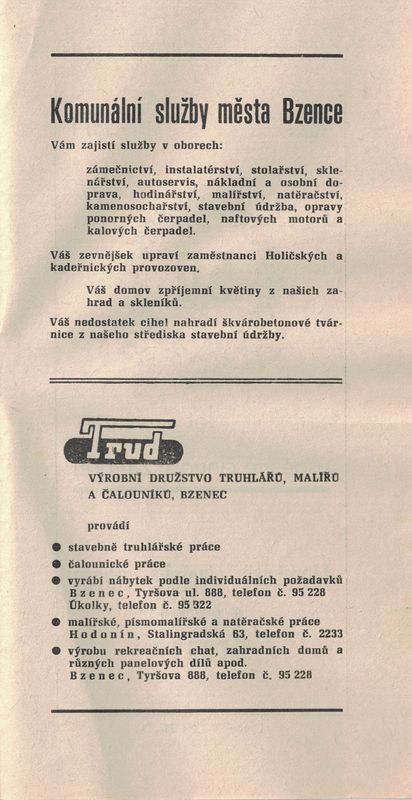 Komunální služby města Bzence
Vám zajistí služby v oborech:
zámečnictví, instalatérství, stolařství, skle-
nářství, autoservis, nákladní a osobní do-
prava, hodinářství, malířství, natěračství,
kamenosochařství, stavební údržba, opravy
ponorných čerpadel, naftových motorů a
kalových čerpadel.
Váš zevnějšek upraví zaměstnanci Holičských a
kadeřnických provozoven.
Váš domov zpříjemní květiny z našich za-
hrad a skleníků.
Váš nedostatek cihel nahradí škvárobetonové tvár-
nice z našeho střediska stavební údržby.
Trud
VÝROBNÍ DRUŽSTVO TRUHLÁŘŮ, MALÍŘŮ
A ČALOUNÍKŮ, BZENEC
provádí
● stavebně truhlářské práce
● čalounické práce
● vyrábí nábytek podle individuálních požadavků
Bzenec, Tyršova ul. 888, telefon č. 95 228
Úkolky, telefon č. 95 322
● malířské, písmomalířské a natěračské práce
Hodonín, Stalingradská 63, telefon č. 2233
● výrobu rekreačních chat, zahradních domů a
různých panelových dílů apod.
Bzenec, Tyršova 888, telefon č. 95 228